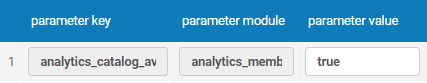 parameter key parameter module parameter value
1 analytics_catalog_av analytics_memb true